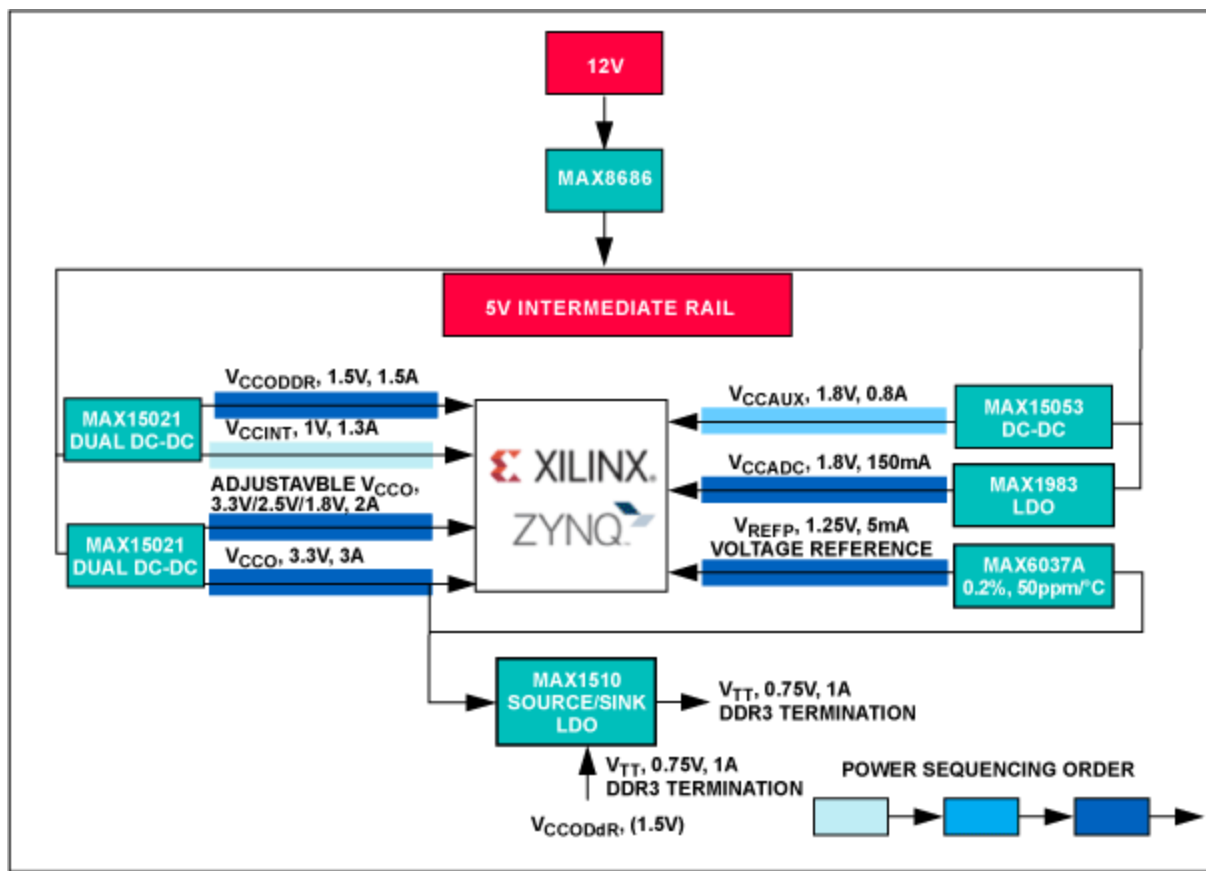 12V
MAX8686
5V INTERMEDIATE RAIL
VCCODDR, 1.5V, 1.5A
MAX15021
DUAL DC-DC
VCCINT, 1V, 1.3A
ADJUSTAVBLE VCCO,
3.3V/2.5V/1.8V, 2A
MAX15021
DUAL DC-DC
VCCO, 3.3V, 3A
XILINX®
ZYNQ™
VCCAUX, 1.8V, 0.8A
MAX15053
DC-DC
VCCADC, 1.8V, 150mA
MAX1983
LDO
VREFP, 1.25V, 5mA
VOLTAGE REFERENCE
MAX6037A
0.2%, 50ppm/°C
MAX1510
SOURCE/SINK
LDO
VTT, 0.75V, 1A
DDR3 TERMINATION
VTT, 0.75V, 1A
DDR3 TERMINATION
VCCODdR, (1.5V)
POWER SEQUENCING ORDER